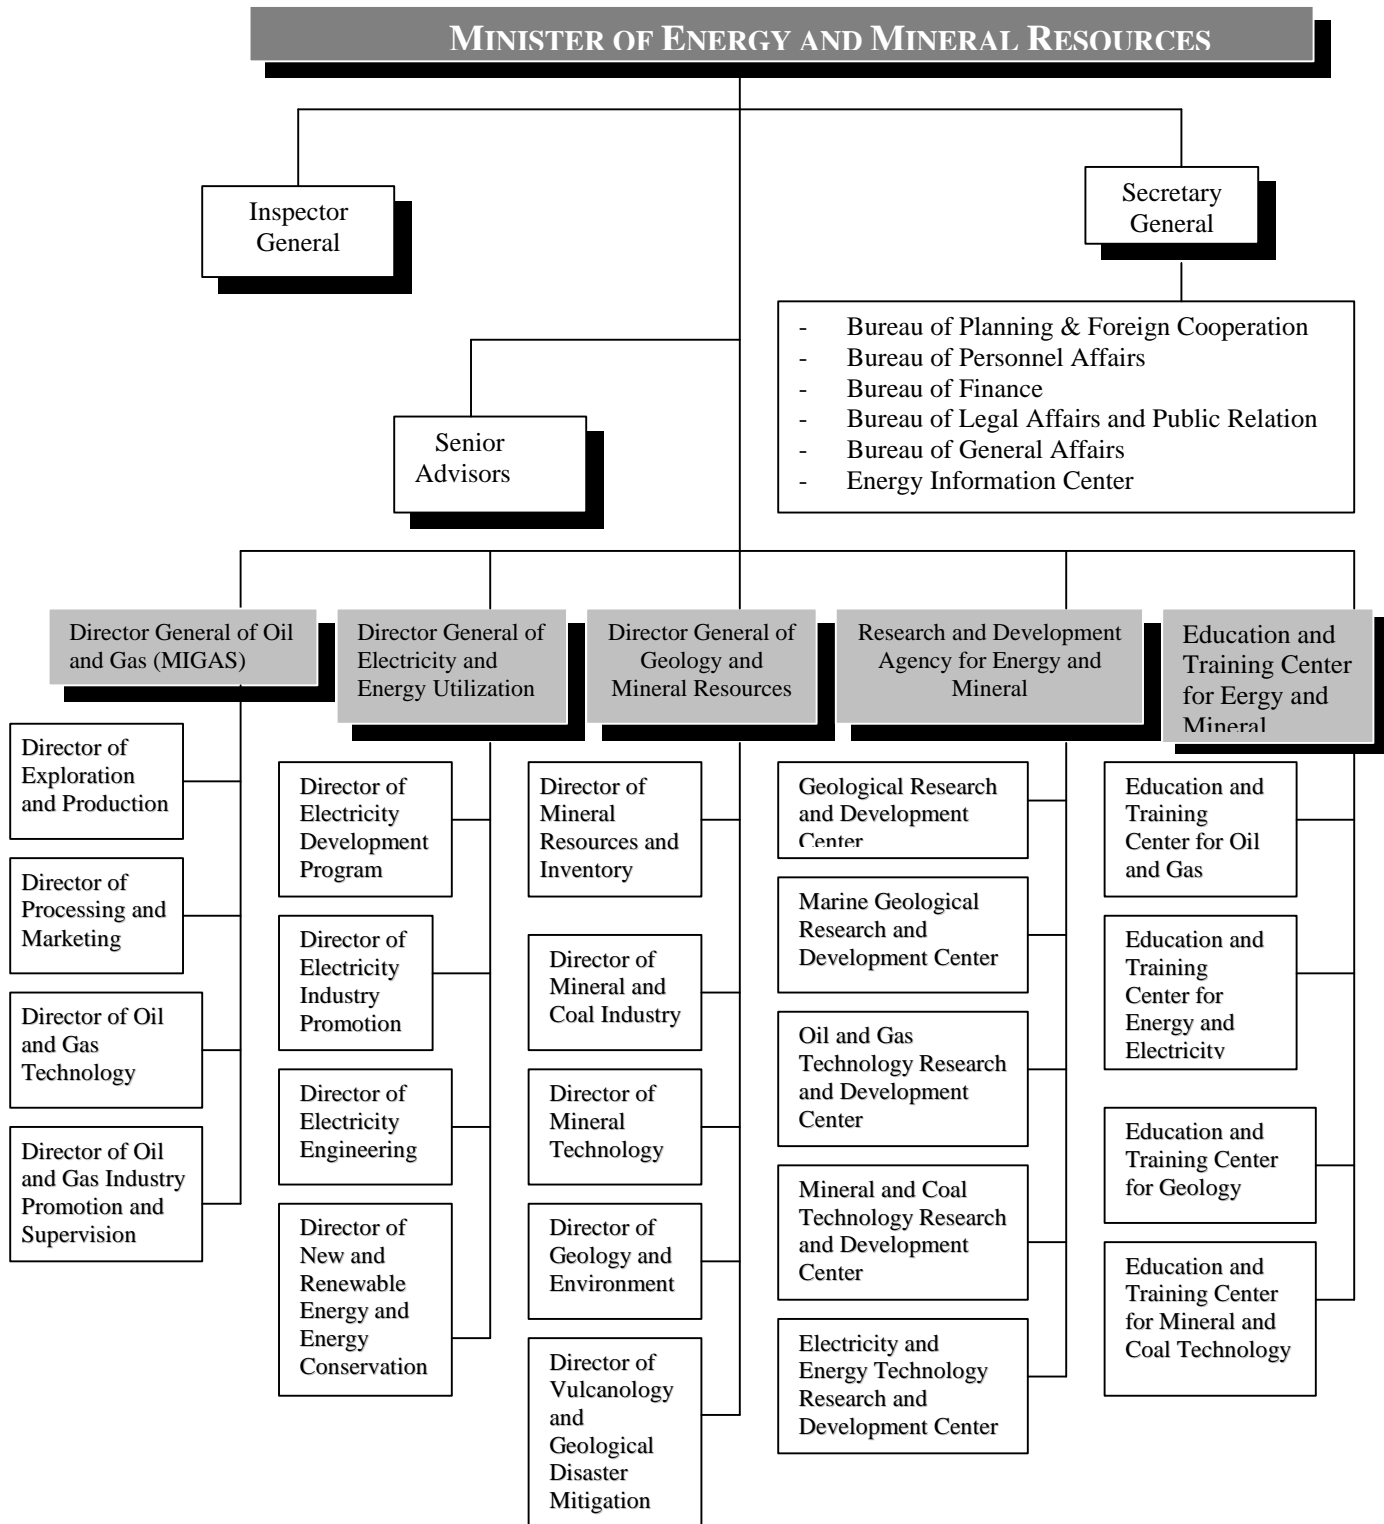 MINISTER OF ENERGY AND MINERAL RESOURCES
Inspector
General
Secretary
General
- Bureau of Planning & Foreign Cooperation
- Bureau of Personnel Affairs
- Bureau of Finance
- Bureau of Legal Affairs and Public Relation
- Bureau of General Affairs
- Energy Information Center
Senior
Advisors
Director General of Oil
and Gas (MIGAS)
Director General of
Electricity and
Energy Utilization
Director General of
Geology and
Mineral Resources
Research and Development
Agency for Energy and
Mineral
Education and
Training Center
for Eergy and
Mineral
Director of
Exploration
and Production
Director of
Processing and
Marketing
Director of Oil
and Gas
Technology
Director of Oil
and Gas Industry
Promotion and
Supervision
Director of
Electricity
Development
Program
Director of
Electricity
Industry
Promotion
Director of
Electricity
Engineering
Director of
New and
Renewable
Energy and
Energy
Conservation
Director of
Mineral
Resources and
Inventory
Director of
Mineral and
Coal Industry
Director of
Mineral
Technology
Director of
Geology and
Environment
Director of
Vulcanology
and
Geological
Disaster
Mitigation
Geological Research
and Development
Center
Marine Geological
Research and
Development Center
Oil and Gas
Technology Research
and Development
Center
Mineral and Coal
Technology Research
and Development
Center
Electricity and
Energy Technology
Research and
Development Center
Education and
Training
Center for Oil
and Gas
Education and
Training
Center for
Energy and
Electricity
Education and
Training Center
for Geology
Education and
Training Center
for Mineral and
Coal Technology